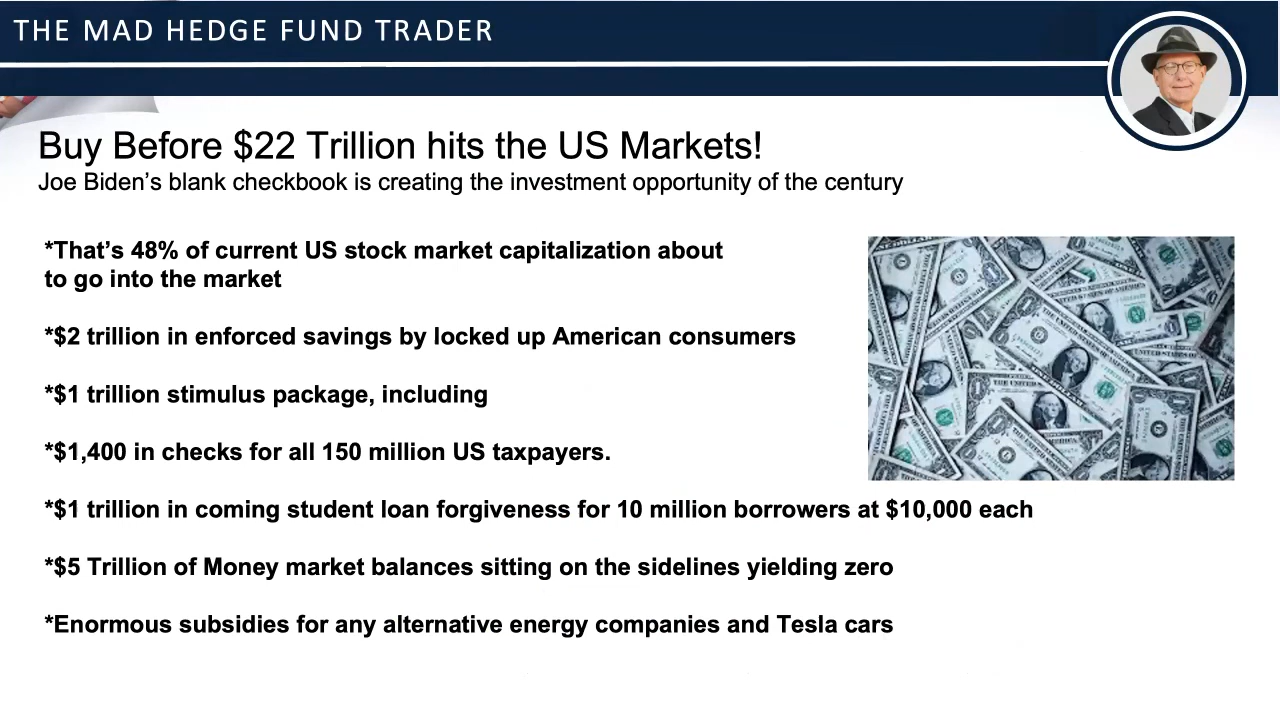 THE MAD HEDGE FUND TRADER
Buy Before $22 Trillion hits the US Markets!
Joe Biden’s blank checkbook is creating the investment opportunity of the century
*That’s 48% of current US stock market capitalization about
to go into the market
*$2 trillion in enforced savings by locked up American consumers
*$1 trillion stimulus package, including
*$1,400 in checks for all 150 million US taxpayers.
*$1 trillion in coming student loan forgiveness for 10 million borrowers at $10,000 each
*$5 Trillion of Money market balances sitting on the sidelines yielding zero
*Enormous subsidies for any alternative energy companies and Tesla cars